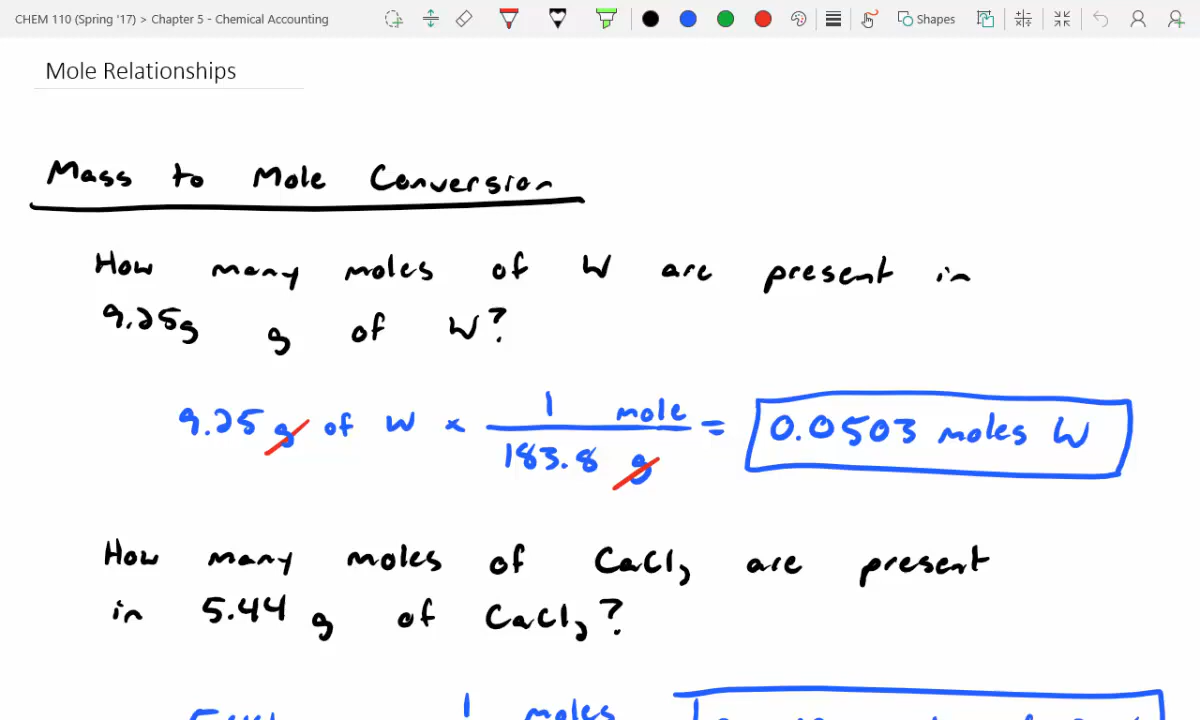 CHEM 110 (Spring '17) > Chapter 5 - Chemical Accounting Shapes
Mole Relationships
Mass to Mole Conversion
How many moles of W are present in
9.25g g of W?
9.25 g of W × 1 mole / 183.8 g = 0.0503 moles W
How many moles of CaCl₂ are present
in 5.44 g of CaCl₂?
1 moles